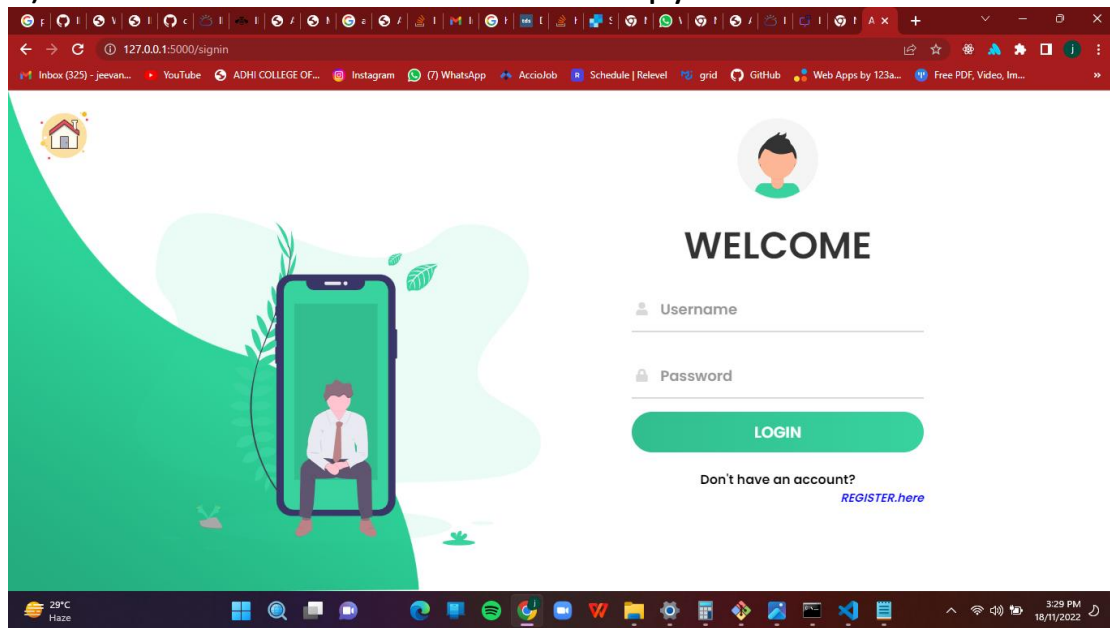 127.0.0.1:5000/signin
Inbox (325) - jeevan... YouTube ADHI COLLEGE OF... Instagram (7) WhatsApp AccioJob Schedule | Relevel grid GitHub Web Apps by 123a... Free PDF, Video, Im... »
WELCOME
Username
Password
LOGIN
Don't have an account?
REGISTER.here
29°C
Haze
3:29 PM
18/11/2022